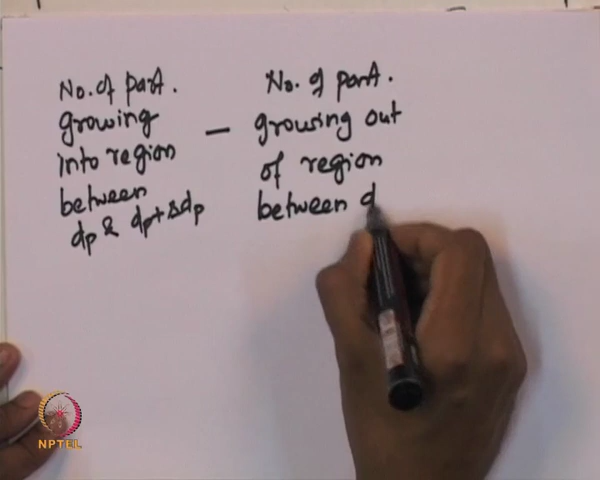 No. of part.
growing
into region
between
dp & dp+Δdp
—
No. of part.
growing out
of region
between d
NPTEL